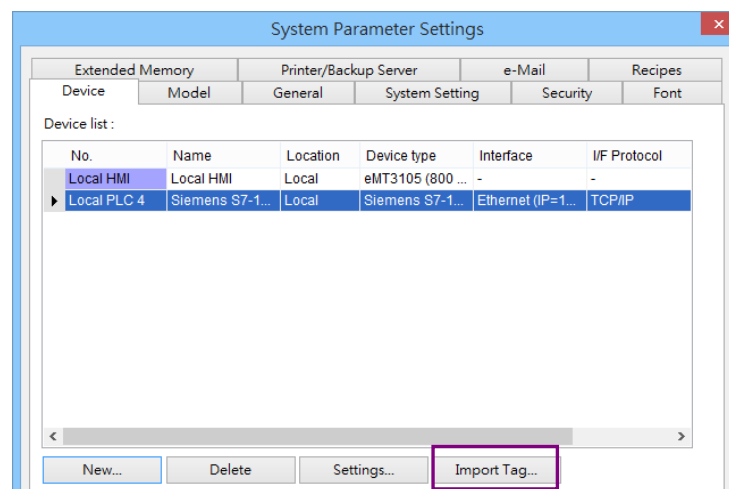 System Parameter Settings
Extended Memory Printer/Backup Server e-Mail Recipes
Device Model General System Setting Security Font
Device list :
No. Name Location Device type Interface I/F Protocol
Local HMI Local HMI Local eMT3105 (800 ... - -
Local PLC 4 Siemens S7-1... Local Siemens S7-1... Ethernet (IP=1... TCP/IP
New... Delete Settings... Import Tag...